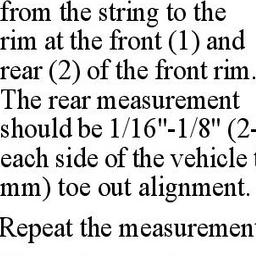 from the string to the
rim at the front (1) and
rear (2) of the front rim.
The rear measurement
should be 1/16"-1/8" (2-
each side of the vehicle
mm) toe out alignment.
Repeat the measurement